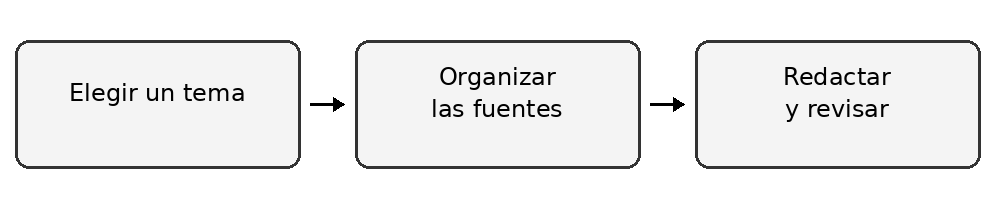 Elegir un tema
Organizar
las fuentes
Redactar
y revisar